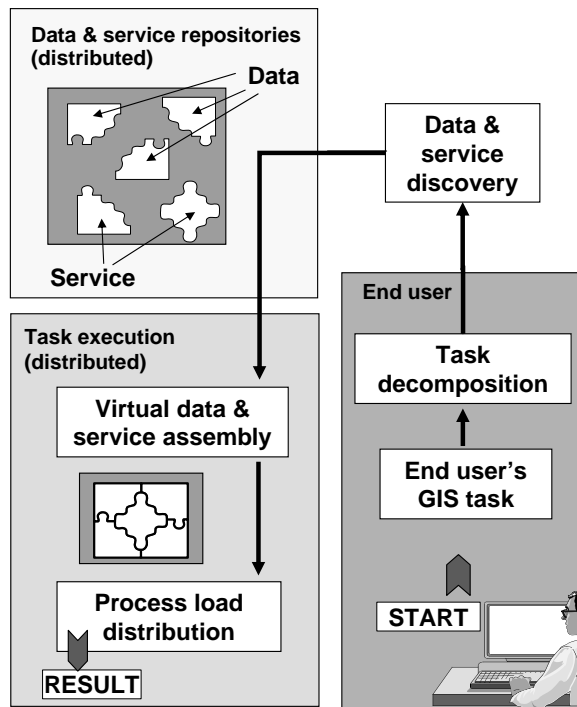 Data & service repositories
(distributed)
Data
Service
Data &
service
discovery
End user
Task
decomposition
End user's
GIS task
START
Task execution
(distributed)
Virtual data &
service assembly
Process load
distribution
RESULT